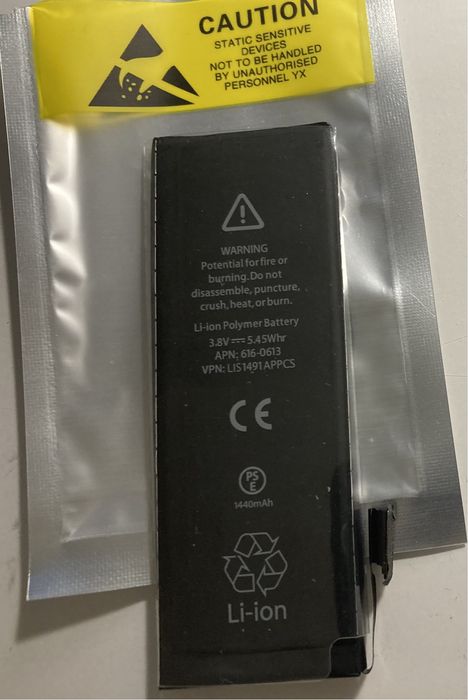 CAUTION
STATIC SENSITIVE
DEVICES
NOT TO BE HANDLED
BY UNAUTHORISED
PERSONNEL YX
WARNING
Potential for fire or
burning. Do not
disassemble, puncture,
crush, heat, or burn.
Li-ion Polymer Battery
3.8V⎓5.45Whr
APN: 616-0613
VPN: LIS1491APPCS
CE
PS
E
1440mAh
Li-ion